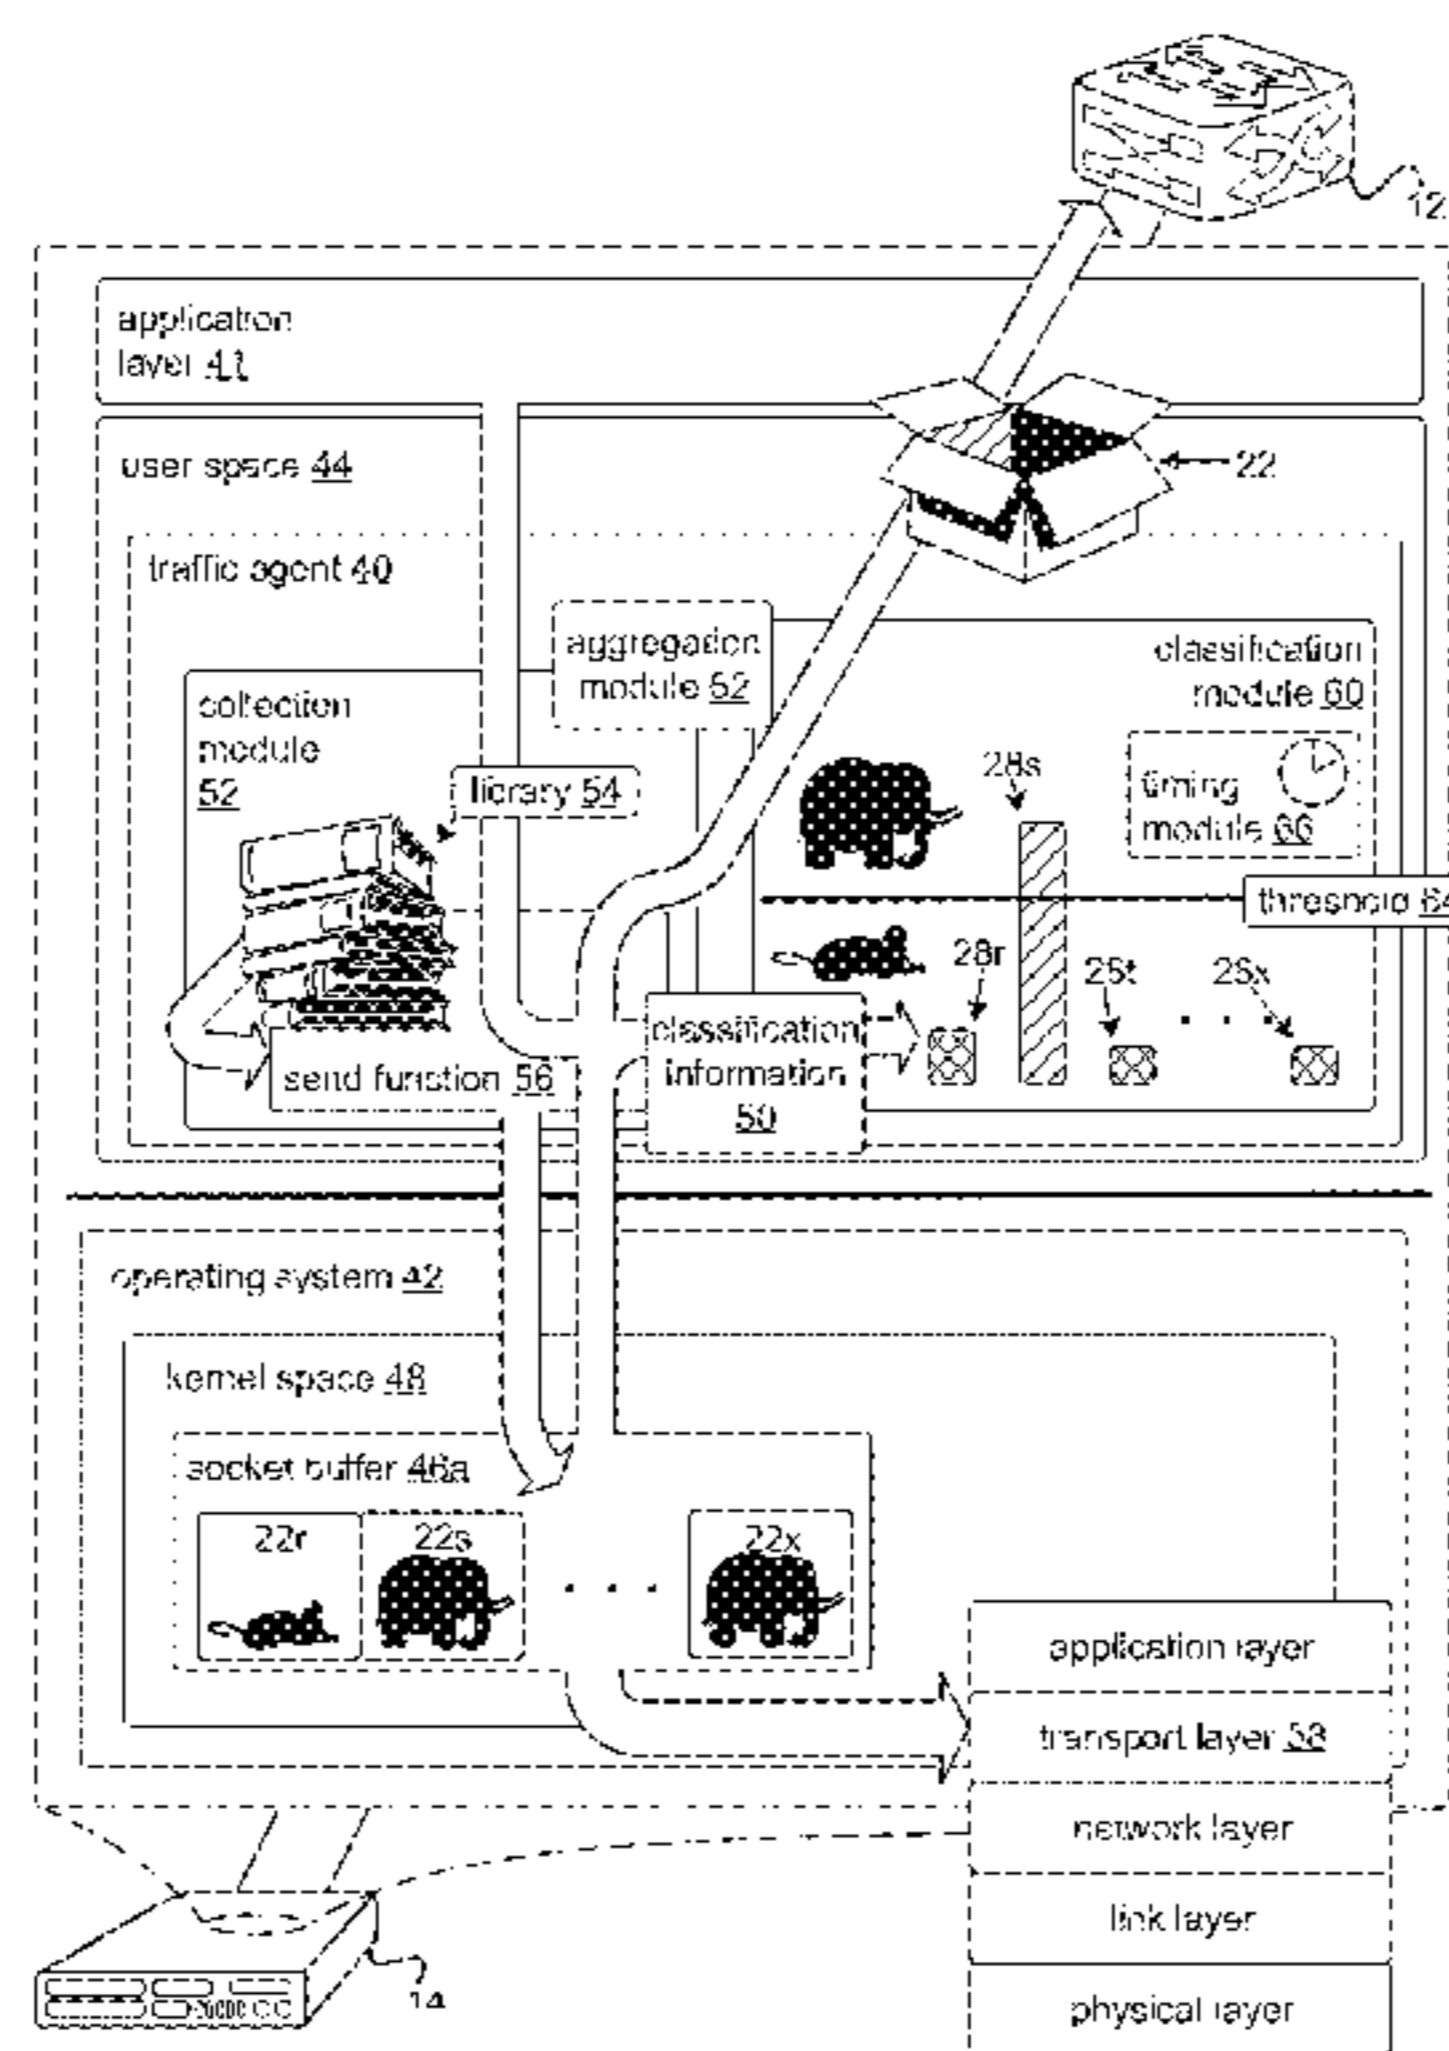 12
application
layer 41
user space 44
22
traffic agent 40
aggregation
module 62
classification
module 60
collection
module
52
28s
timing
module 66
library 54
threshold 64
28r
28t
28x
classification
information
50
send function 56
operating system 42
kernel space 48
socket buffer 46a
22r
22s
22x
application layer
transport layer 58
network layer
link layer
14
physical layer